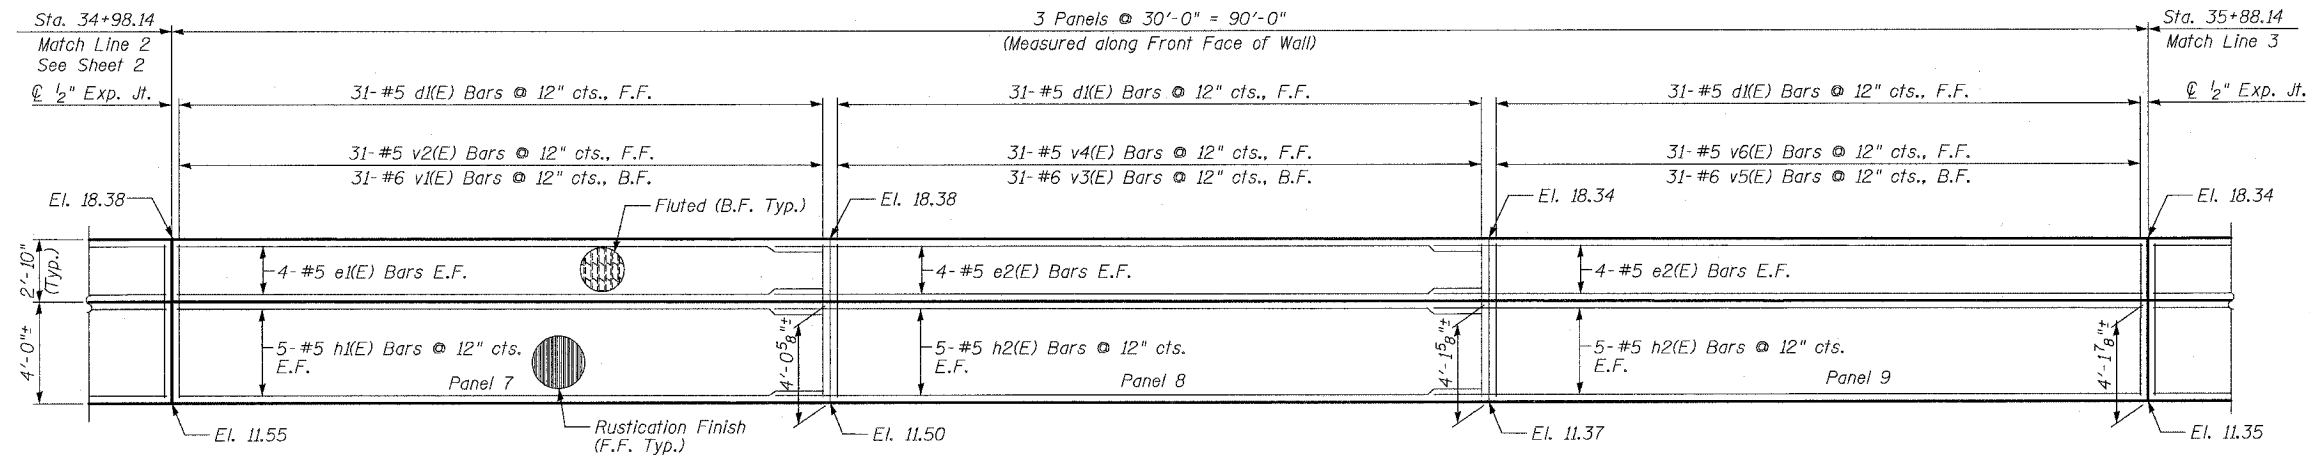 Sta. 34+98.14
Match Line 2
See Sheet 2
℄ ½" Exp. Jt.
3 Panels @ 30'-0" = 90'-0"
(Measured along Front Face of Wall)
Sta. 35+88.14
Match Line 3
℄ ½" Exp. Jt.
31-#5 d1(E) Bars @ 12" cts., F.F.
31-#5 d1(E) Bars @ 12" cts., F.F.
31-#5 d1(E) Bars @ 12" cts., F.F.
31-#5 v2(E) Bars @ 12" cts., F.F.
31-#6 v1(E) Bars @ 12" cts., B.F.
31-#5 v4(E) Bars @ 12" cts., F.F.
31-#6 v3(E) Bars @ 12" cts., B.F.
31-#5 v6(E) Bars @ 12" cts., F.F.
31-#6 v5(E) Bars @ 12" cts., B.F.
El. 18.38
Fluted (B.F. Typ.)
El. 18.38
El. 18.34
El. 18.34
2'-10"
(Typ.)
4-#5 e1(E) Bars E.F.
4-#5 e2(E) Bars E.F.
4-#5 e2(E) Bars E.F.
4'-0"±
5-#5 h1(E) Bars @ 12" cts.
E.F.
Panel 7
4'-0⅝"±
5-#5 h2(E) Bars @ 12" cts.
E.F.
Panel 8
4'-1⅝"±
5-#5 h2(E) Bars @ 12" cts.
E.F.
Panel 9
4'-1⅞"±
El. 11.55
Rustication Finish
(F.F. Typ.)
El. 11.50
El. 11.37
El. 11.35